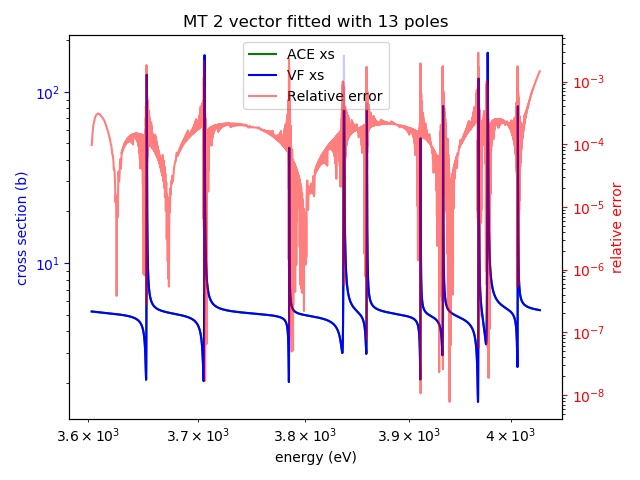 MT 2 vector fitted with 13 poles
ACE xs
VF xs
Relative error
10²
10¹
cross section (b)
10⁻³
10⁻⁴
10⁻⁵
10⁻⁶
10⁻⁷
10⁻⁸
relative error
3.6 × 10³ 3.7 × 10³ 3.8 × 10³ 3.9 × 10³ 4 × 10³
energy (eV)